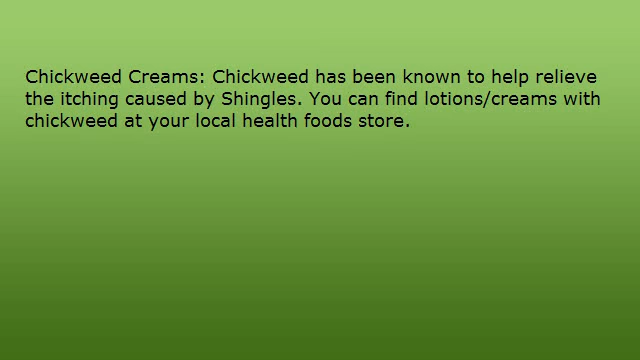 Chickweed Creams: Chickweed has been known to help relieve
the itching caused by Shingles. You can find lotions/creams with
chickweed at your local health foods store.